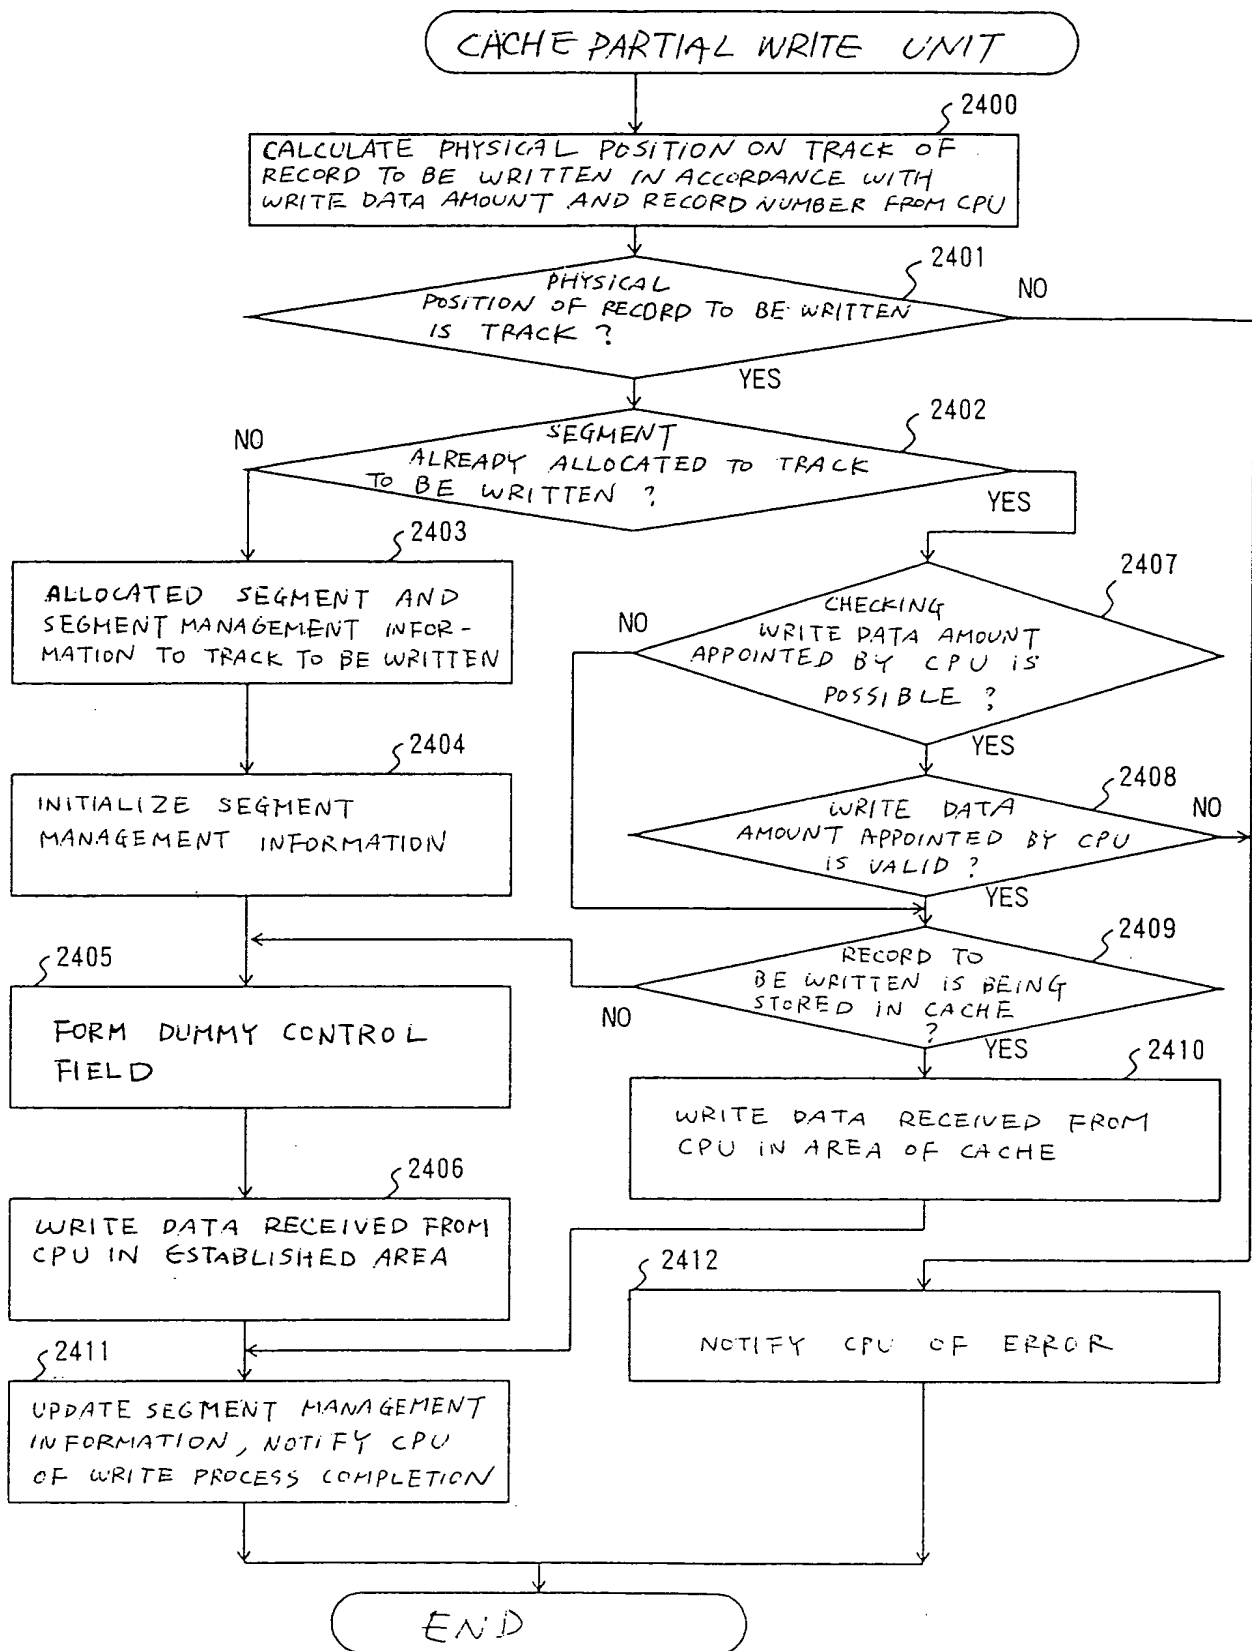 CACHE PARTIAL WRITE UNIT
2400
CALCULATE PHYSICAL POSITION ON TRACK OF
RECORD TO BE WRITTEN IN ACCORDANCE WITH
WRITE DATA AMOUNT AND RECORD NUMBER FROM CPU
2401
PHYSICAL
POSITION OF RECORD TO BE WRITTEN
IS TRACK ?
NO
YES
2402
SEGMENT
ALREADY ALLOCATED TO TRACK
TO BE WRITTEN ?
NO
YES
2403
ALLOCATED SEGMENT AND
SEGMENT MANAGEMENT INFOR-
MATION TO TRACK TO BE WRITTEN
2407
CHECKING
WRITE DATA AMOUNT
APPOINTED BY CPU IS
POSSIBLE ?
NO
YES
2404
INITIALIZE SEGMENT
MANAGEMENT INFORMATION
2408
WRITE DATA
AMOUNT APPOINTED BY CPU
IS VALID ?
NO
YES
2409
RECORD TO
BE WRITTEN IS BEING
STORED IN CACHE
?
NO
YES
2405
FORM DUMMY CONTROL
FIELD
2410
WRITE DATA RECEIVED FROM
CPU IN AREA OF CACHE
2406
WRITE DATA RECEIVED FROM
CPU IN ESTABLISHED AREA
2412
NOTIFY CPU OF ERROR
2411
UPDATE SEGMENT MANAGEMENT
INFORMATION, NOTIFY CPU
OF WRITE PROCESS COMPLETION
END